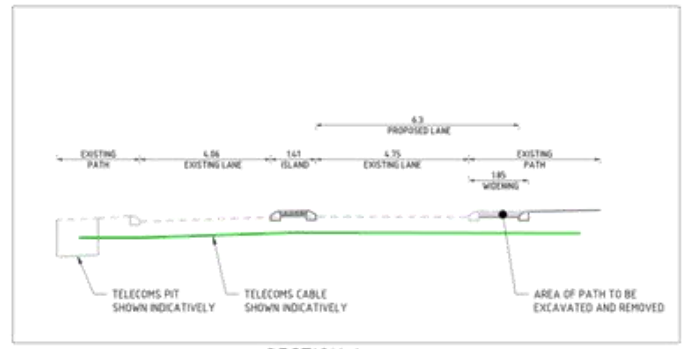 6.3
PROPOSED LANE
EXISTING
PATH
4.06
EXISTING LANE
1.41
ISLAND
4.75
EXISTING LANE
EXISTING
PATH
1.85
WIDENING
TELECOMS PIT
SHOWN INDICATIVELY
TELECOMS CABLE
SHOWN INDICATIVELY
AREA OF PATH TO BE
EXCAVATED AND REMOVED